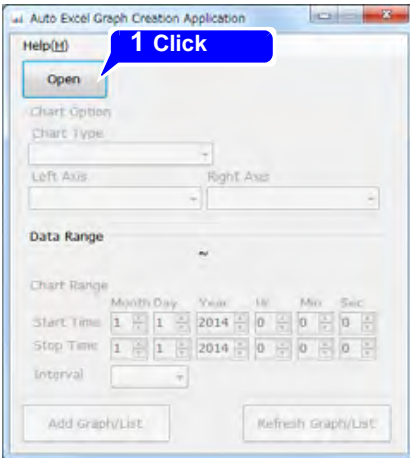 Auto Excel Graph Creation Application
Help(H)
1 Click
Open
Chart Option
Chart Type
Left Axis Right Axis
Data Range
~
Chart Range
Month Day Year Hr Min Sec
Start Time 1 1 2014 0 0 0
Stop Time 1 1 2014 0 0 0
Interval
Add Graph/List Refresh Graph/List